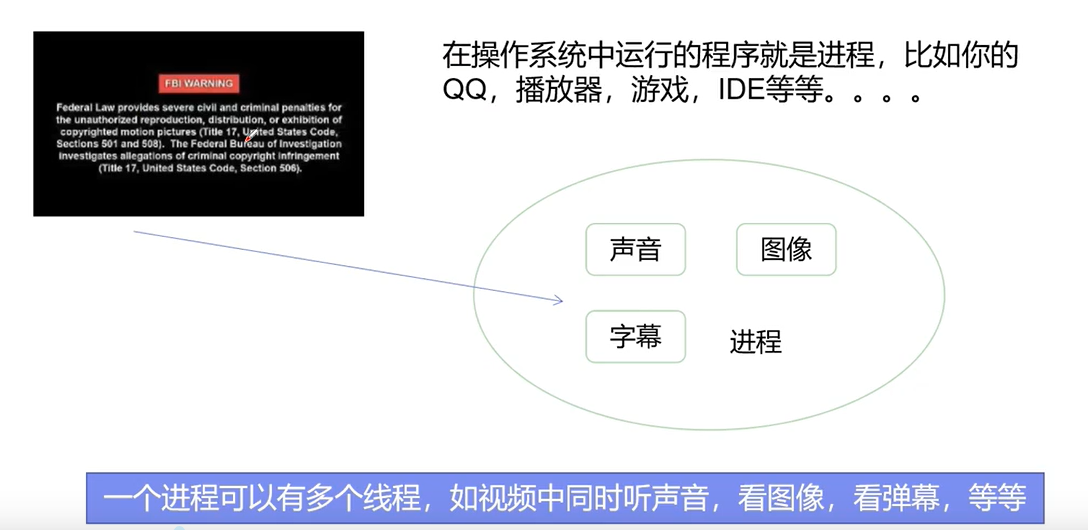 FBI WARNING
Federal Law provides severe civil and criminal penalties for
the unauthorized reproduction, distribution, or exhibition of
copyrighted motion pictures (Title 17, United States Code,
Sections 501 and 508). The Federal Bureau of Investigation
investigates allegations of criminal copyright infringement
(Title 17, United States Code, Section 506).
在操作系统中运行的程序就是进程，比如你的
QQ，播放器，游戏，IDE等等。。。。
声音
图像
字幕
进程
一个进程可以有多个线程，如视频中同时听声音，看图像，看弹幕，等等